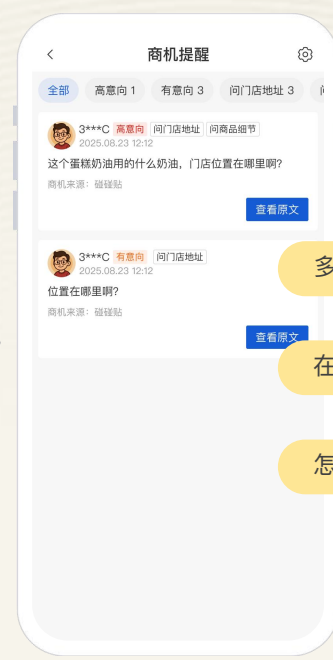 商机提醒
全部 高意向 1 有意向 3 问门店地址 3
3***C 高意向 问门店地址 问商品细节
2025.08.23 12:12
这个蛋糕奶油用的什么奶油，门店位置在哪里啊?
商机来源：碰碰贴
查看原文
3***C 有意向 问门店地址
2025.08.23 12:12
位置在哪里啊?
商机来源：碰碰贴
查看原文
多
在
怎